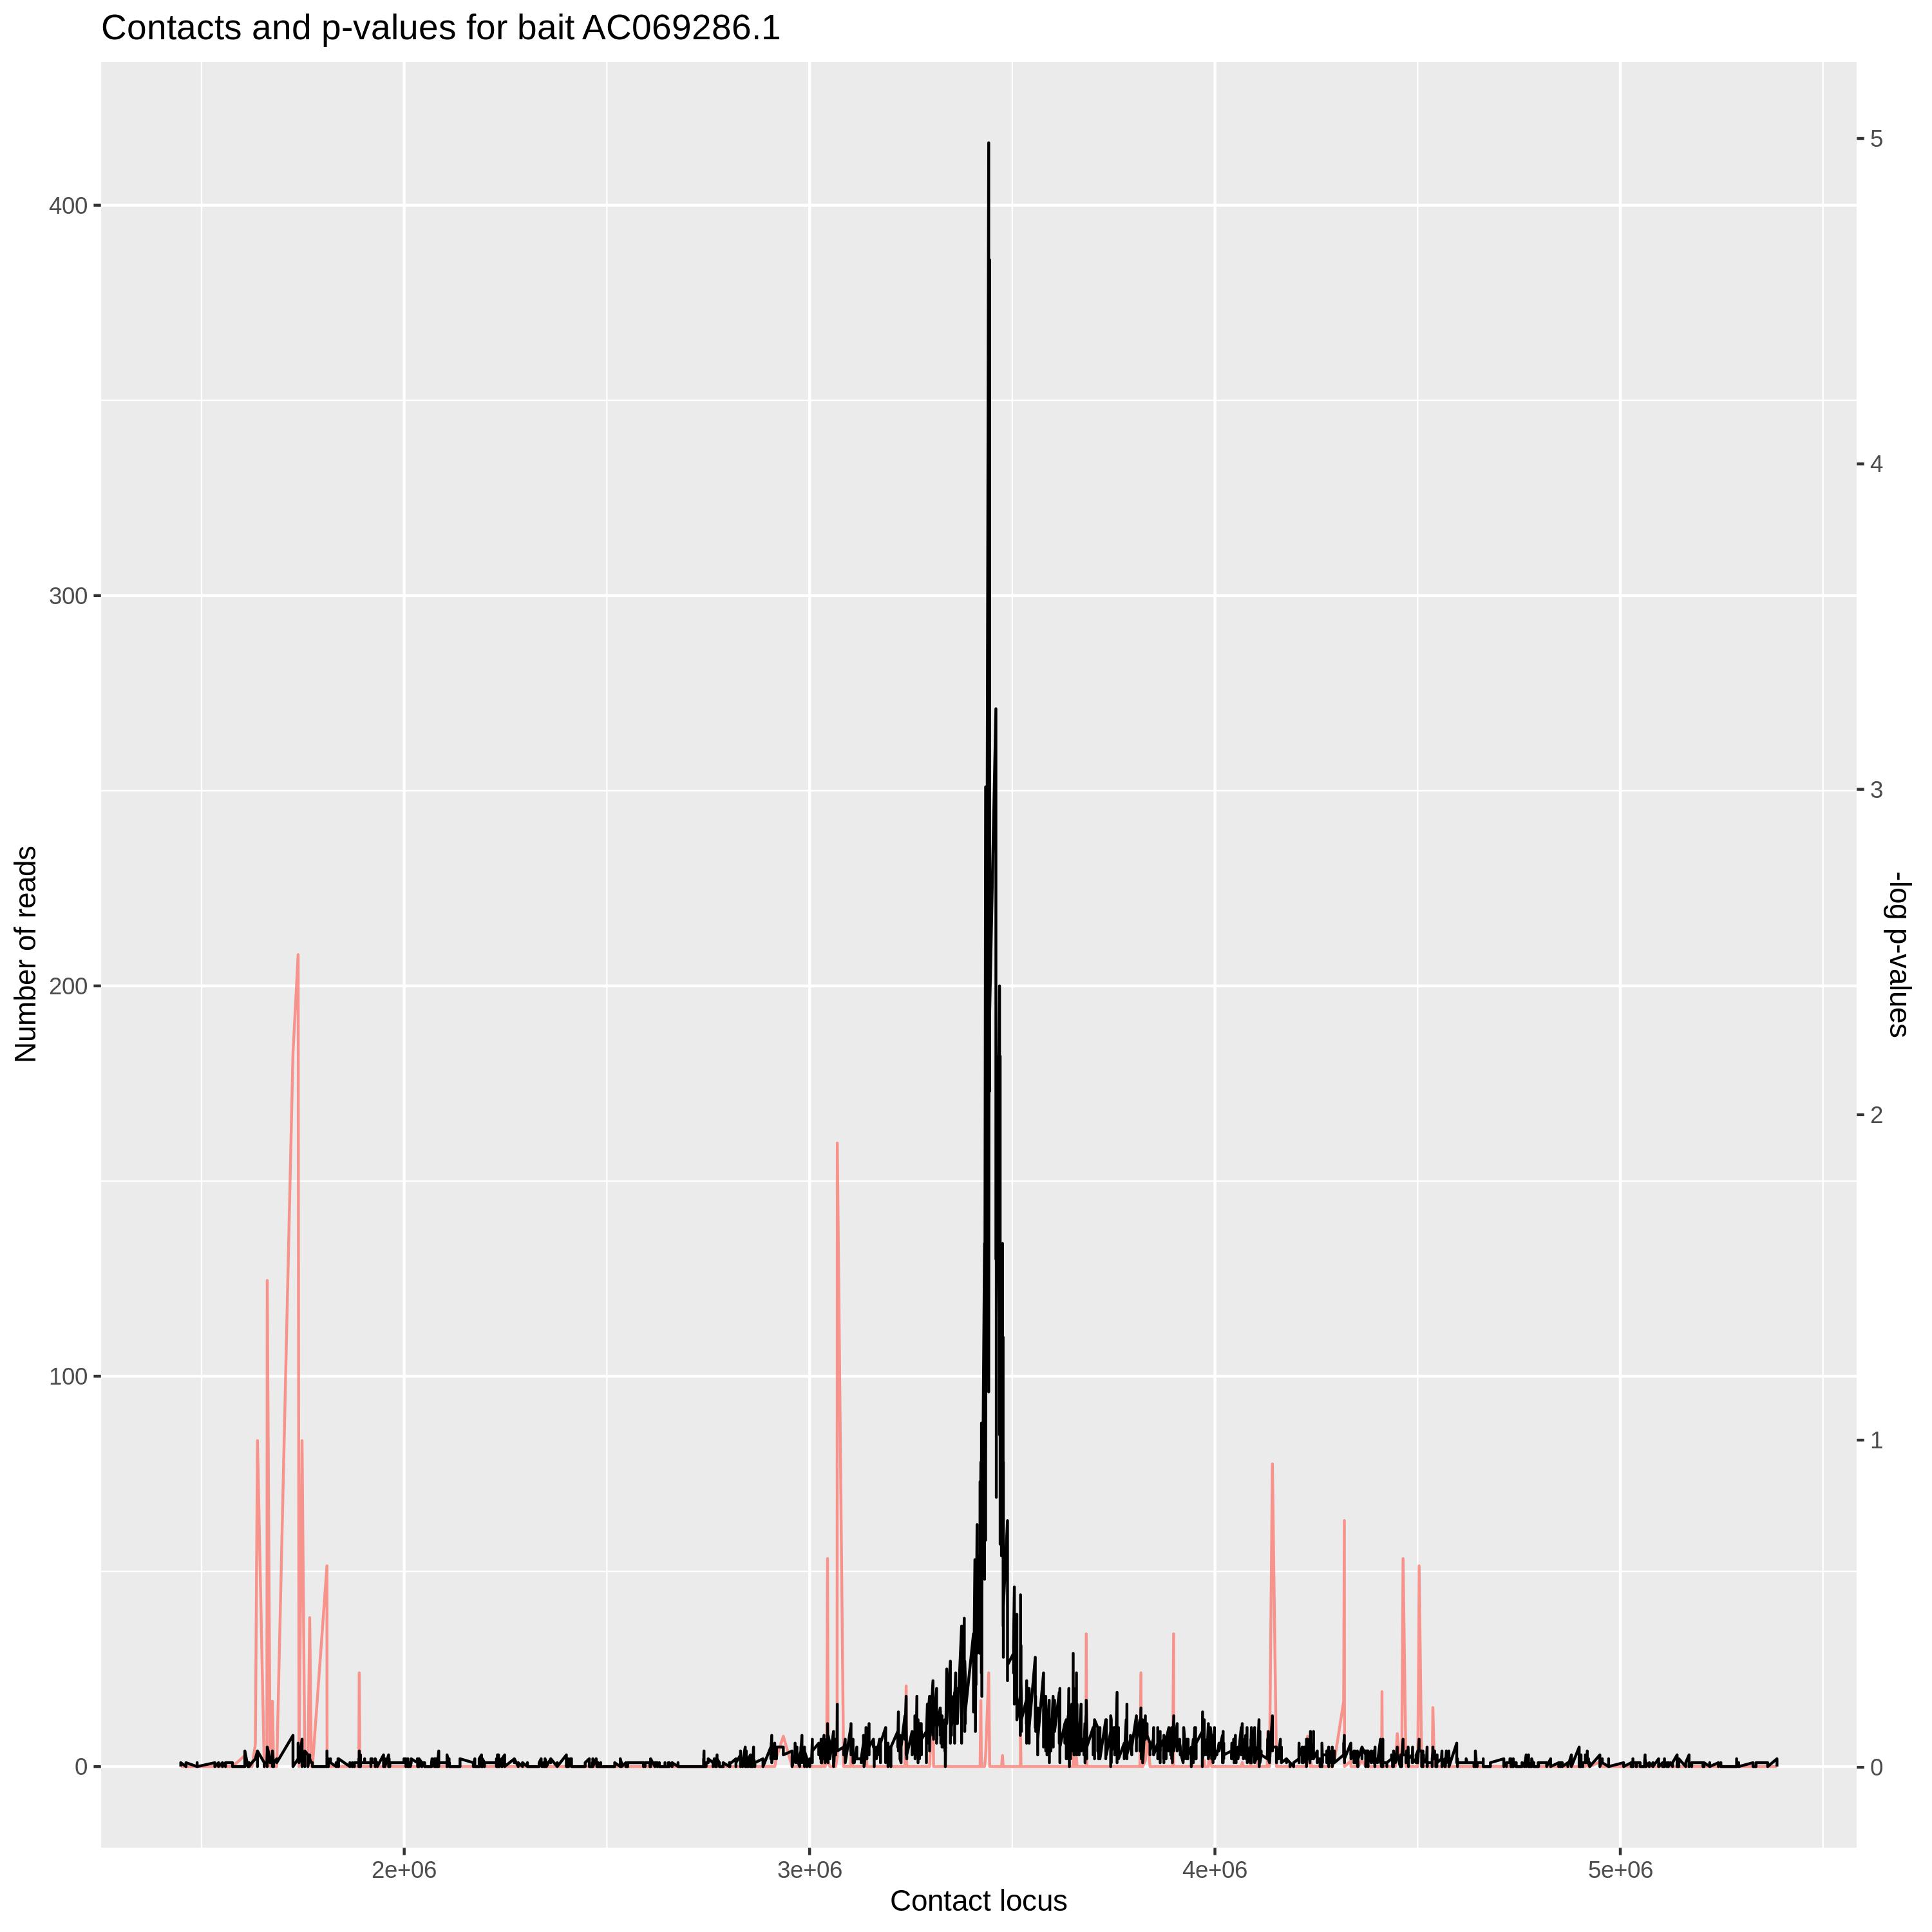 Contacts and p-values for bait AC069286.1
400
300
200
100
0
5
4
3
2
1
0
Number of reads
-log p-values
2e+06 3e+06 4e+06 5e+06
Contact locus